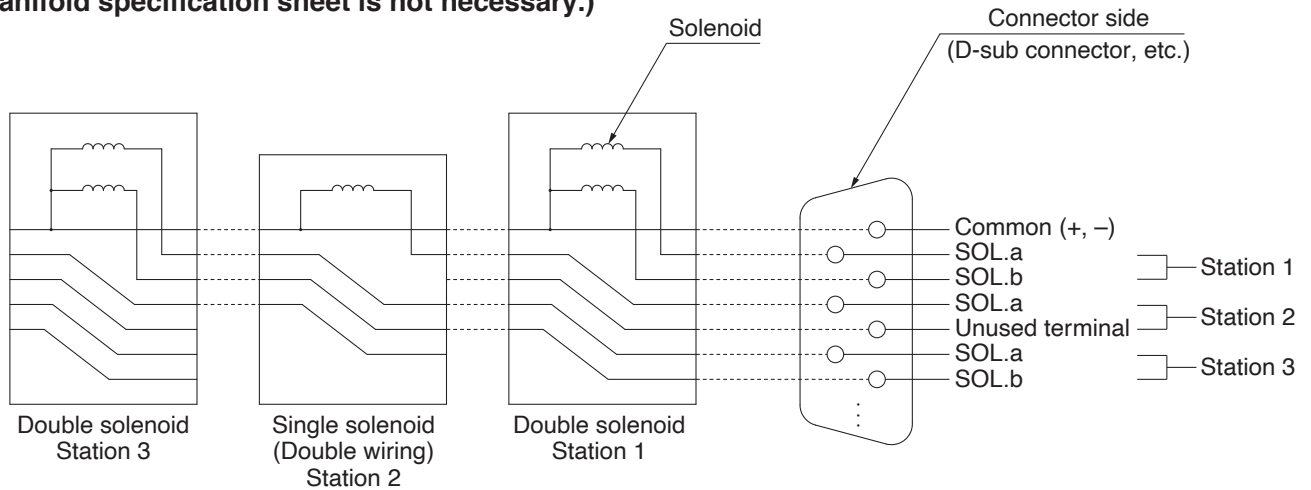 anifold specification sheet is not necessary.)
Solenoid
Connector side
(D-sub connector, etc.)
Common (+, –)
SOL.a
SOL.b
Station 1
SOL.a
Unused terminal
Station 2
SOL.a
SOL.b
Station 3
Double solenoid
Station 3
Single solenoid
(Double wiring)
Station 2
Double solenoid
Station 1